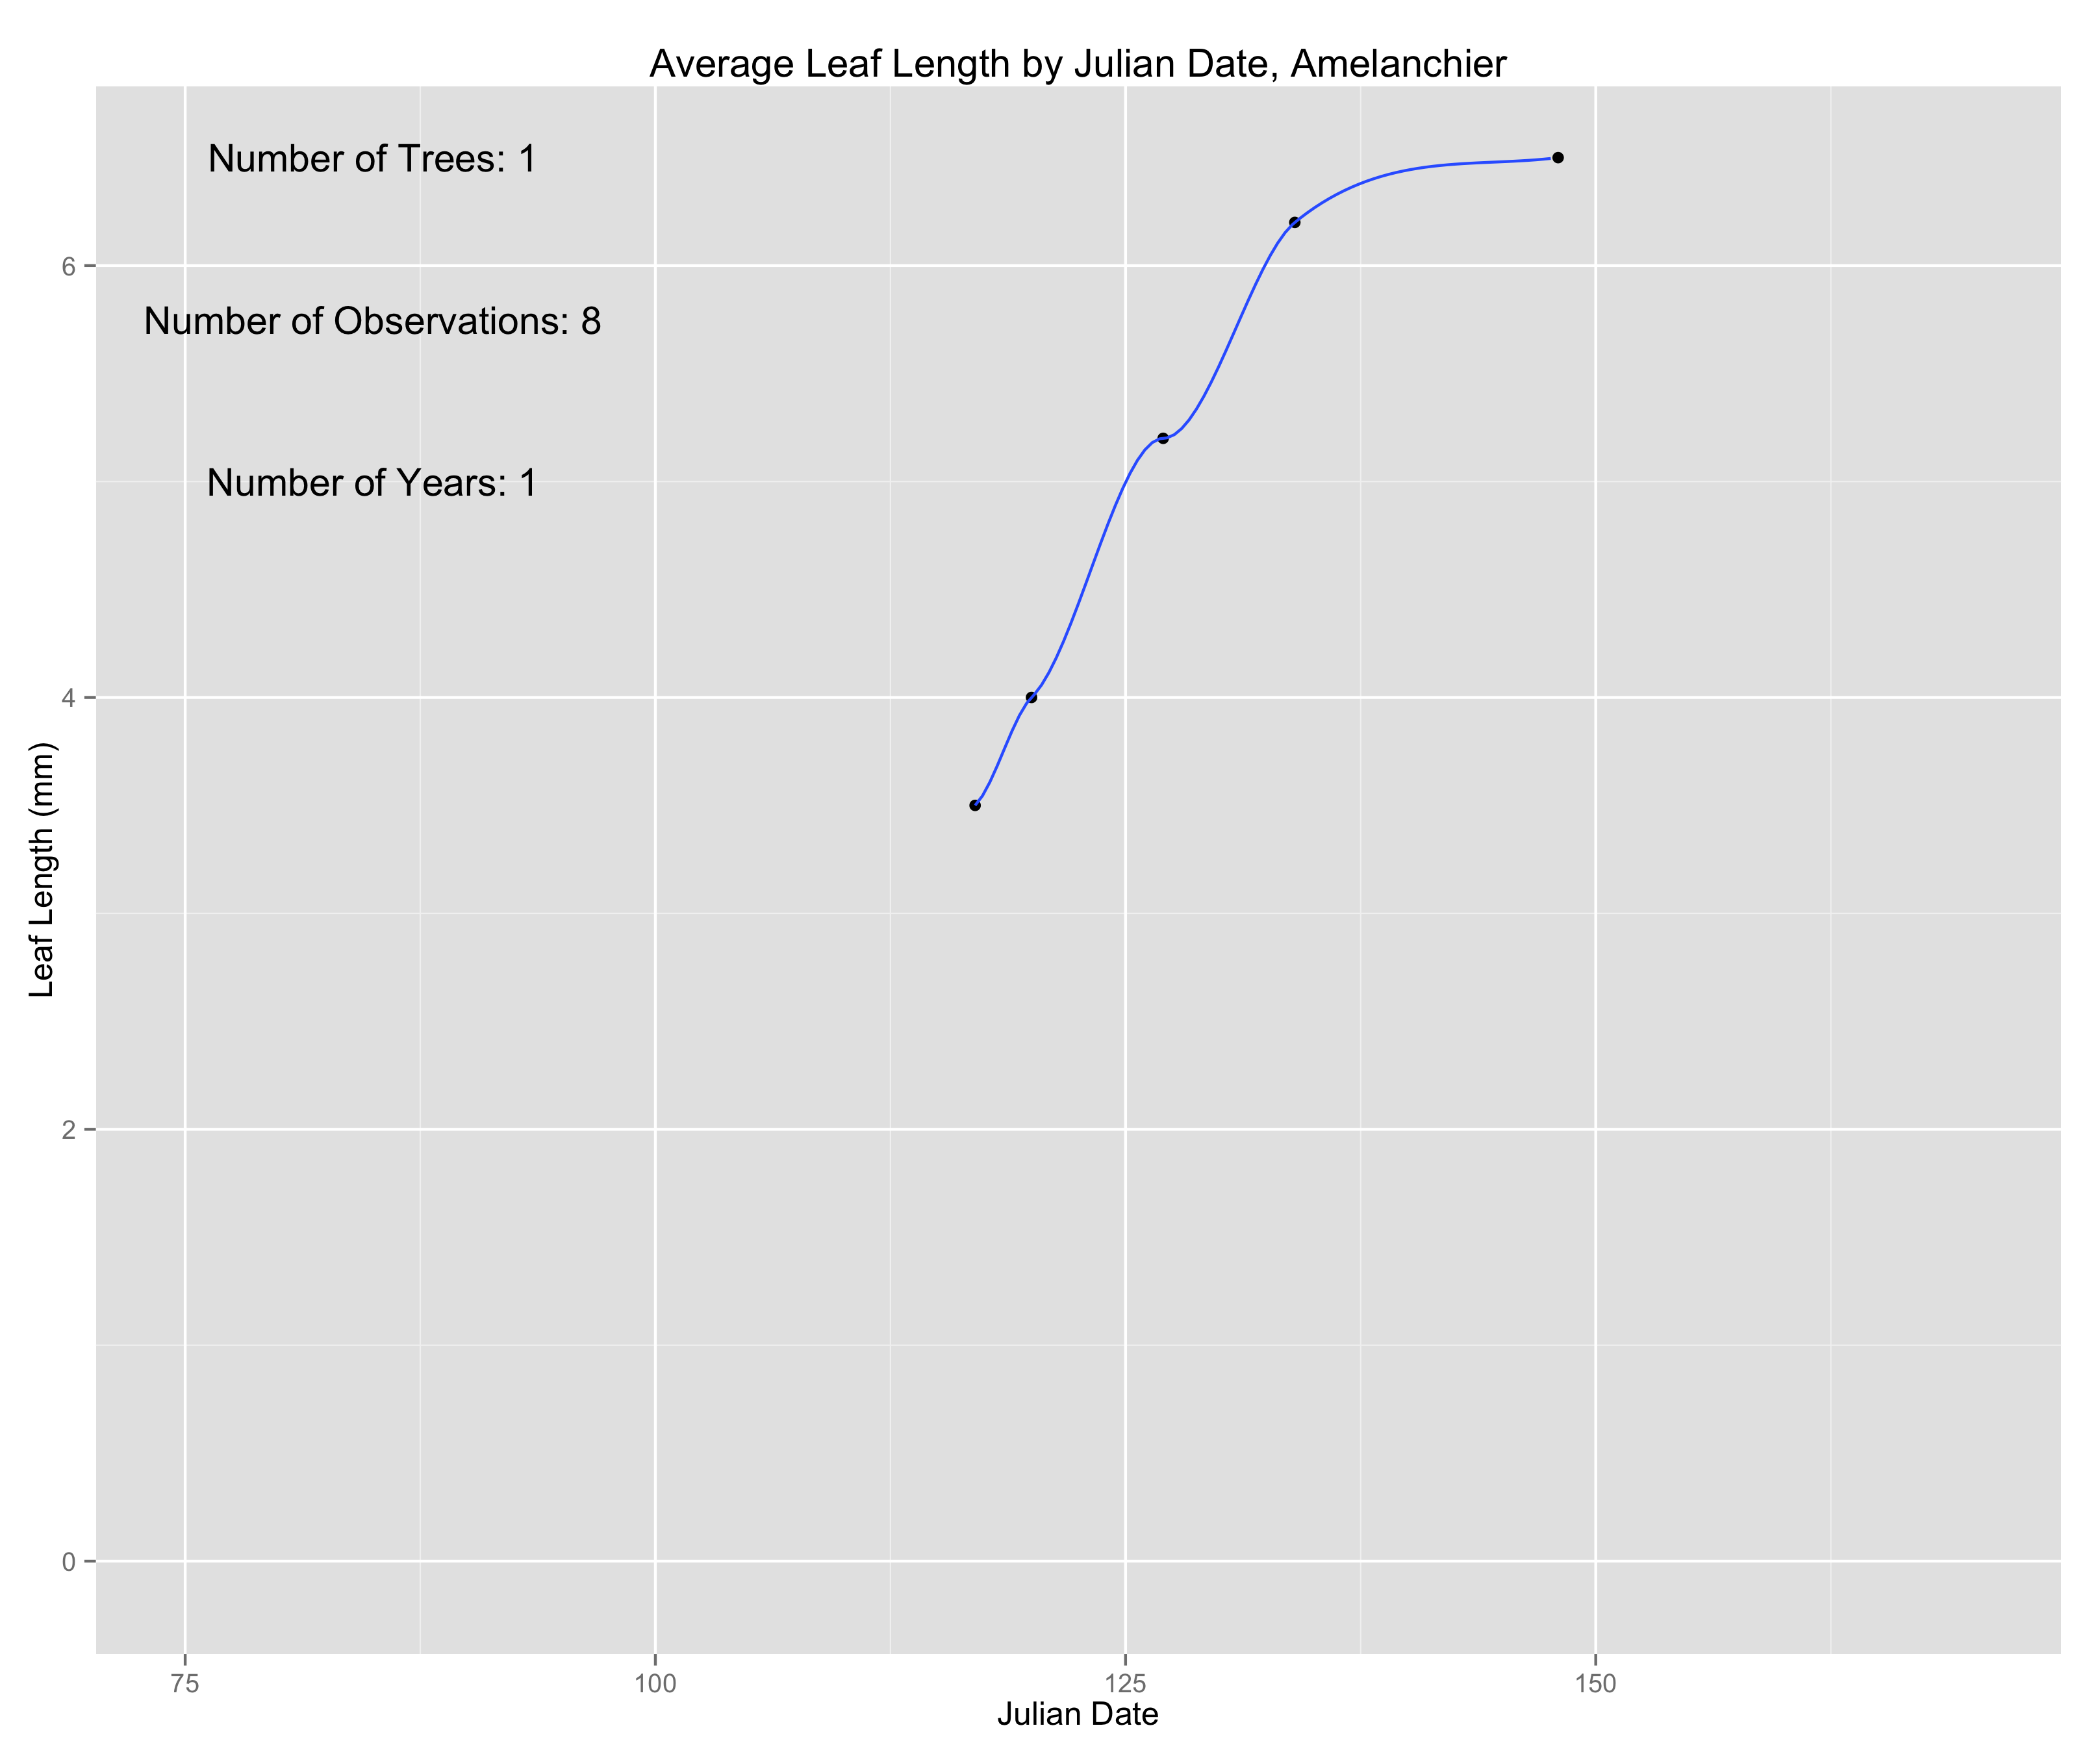 Average Leaf Length by Julian Date, Amelanchier
Number of Trees: 1
6
Number of Observations: 8
Number of Years: 1
4
Leaf Length (mm)
2
0
75 100 125 150
Julian Date